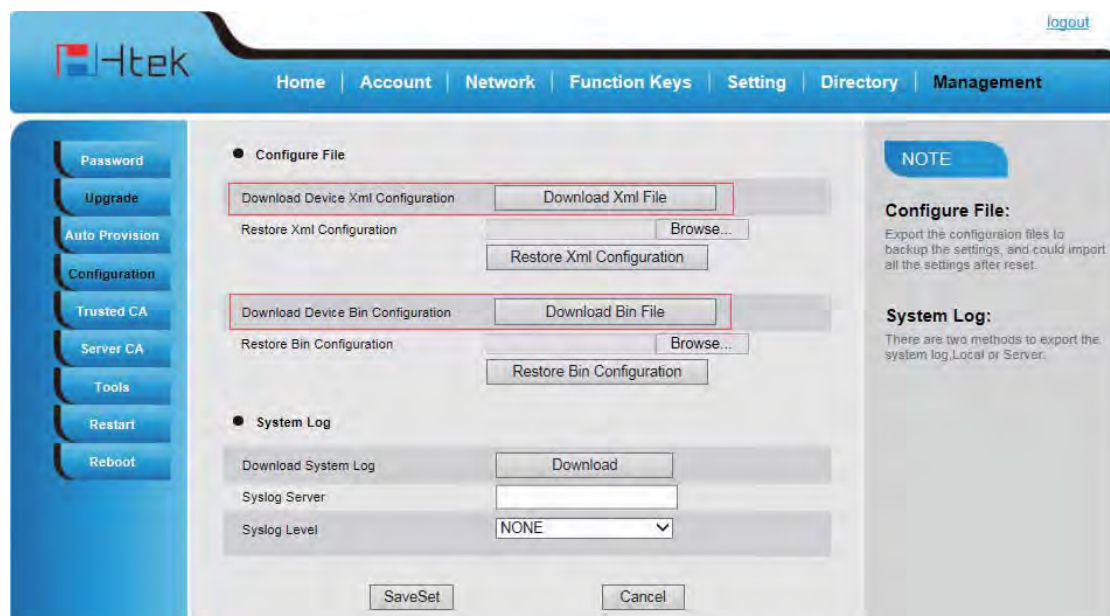 logout
Htek
Home | Account | Network | Function Keys | Setting | Directory | Management
Password
Upgrade
Auto Provision
Configuration
Trusted CA
Server CA
Tools
Restart
Reboot
Configure File
Download Device Xml Configuration Download Xml File
Restore Xml Configuration Browse...
Restore Xml Configuration
Download Device Bin Configuration Download Bin File
Restore Bin Configuration Browse...
Restore Bin Configuration
System Log
Download System Log Download
Syslog Server
Syslog Level NONE
SaveSet Cancel
NOTE
Configure File:
Export the configuraion files to
backup the settings, and could import
all the settings after reset.
System Log:
There are two methods to export the
system log,Local or Server.